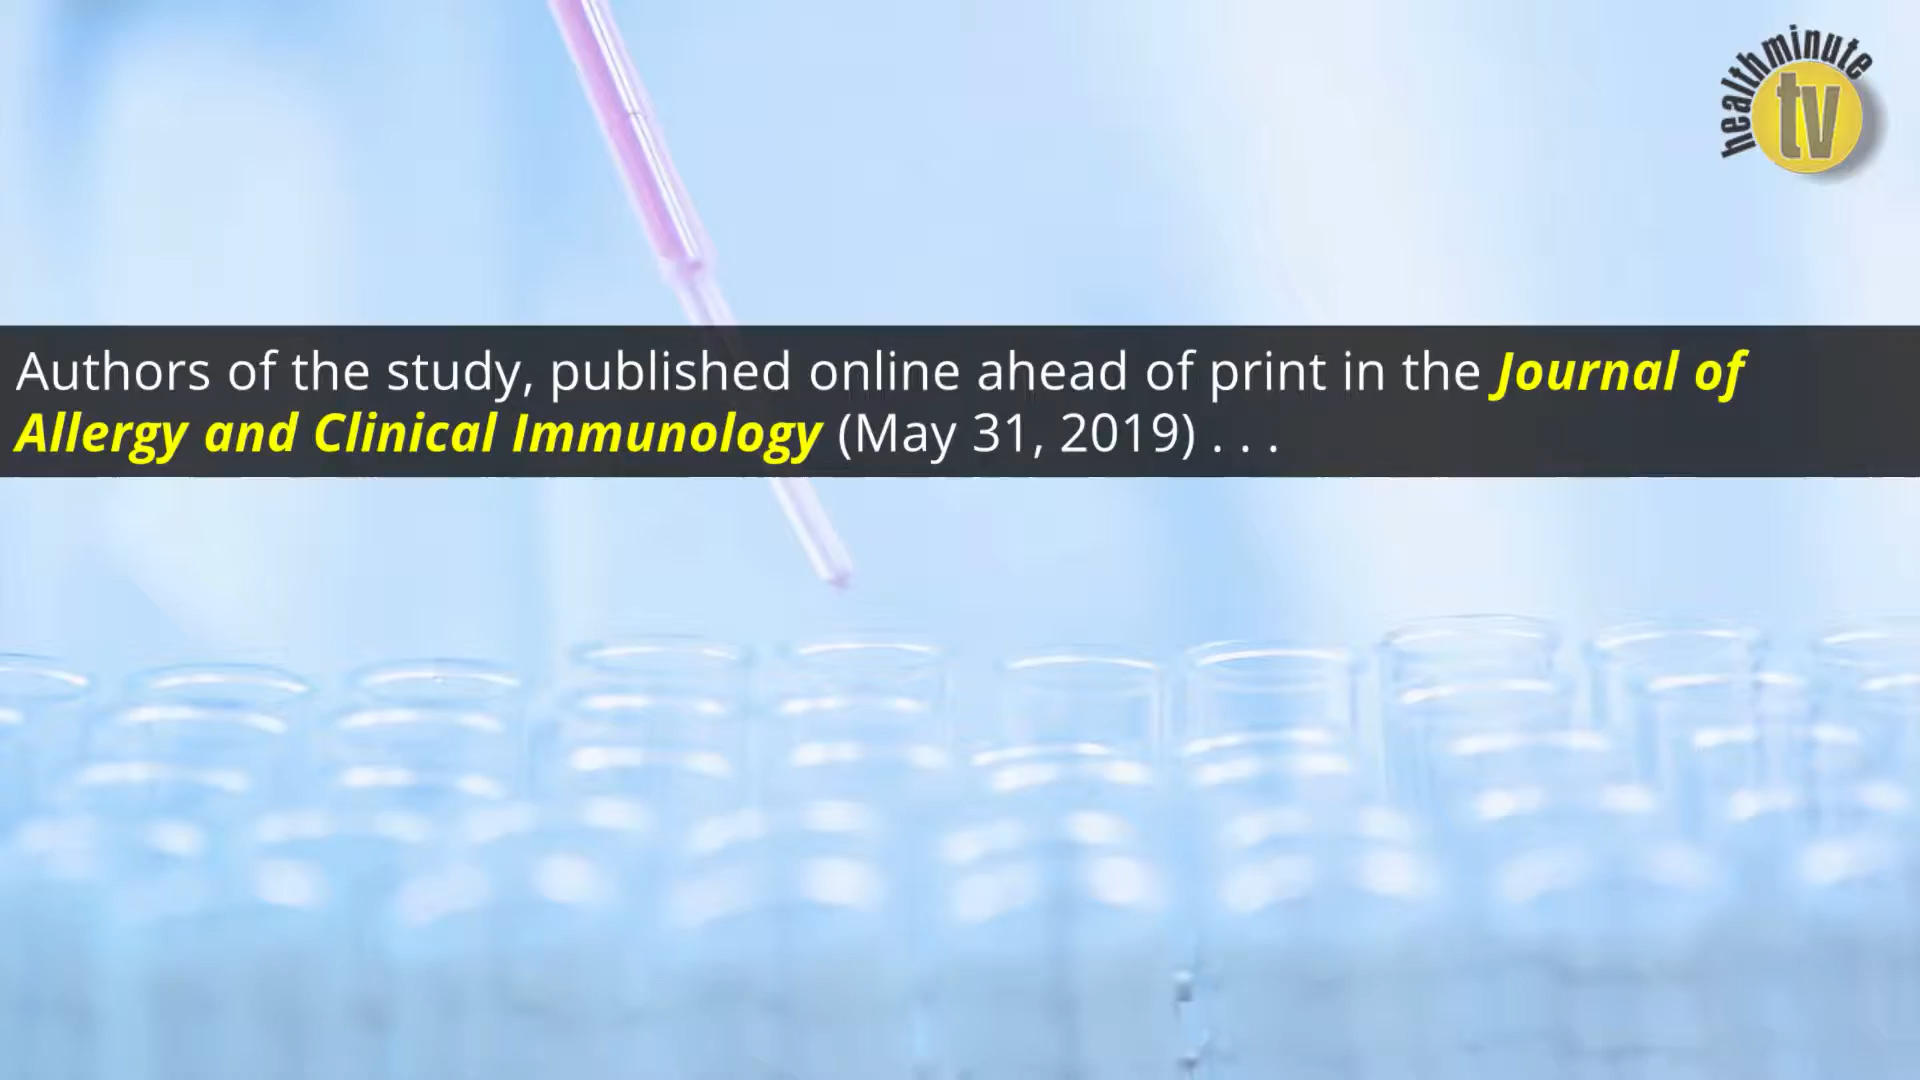 healthminute
tv
Authors of the study, published online ahead of print in the Journal of
Allergy and Clinical Immunology (May 31, 2019) . . .